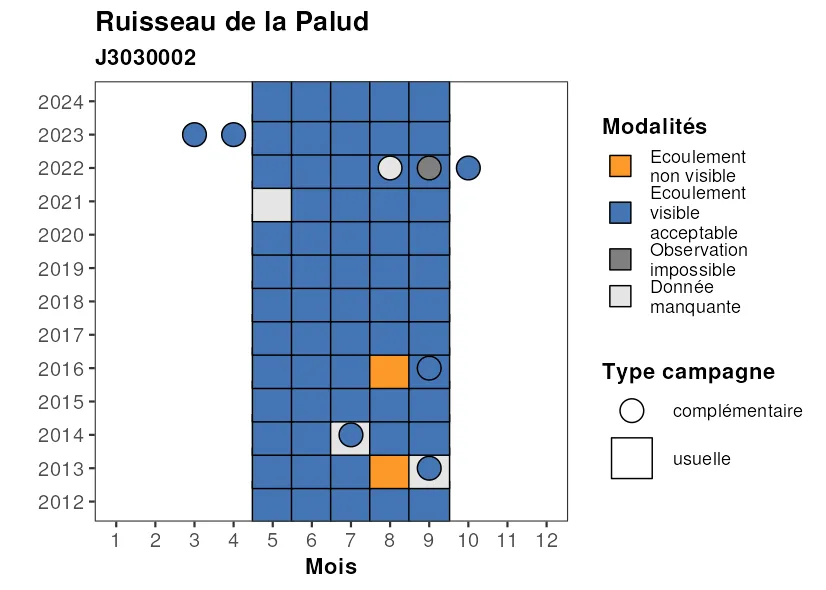 Ruisseau de la Palud
J3030002
2024
2023
2022
2021
2020
2019
2018
2017
2016
2015
2014
2013
2012
1 2 3 4 5 6 7 8 9 10 11 12
Mois
Modalités
Ecoulement
non visible
Ecoulement
visible
acceptable
Observation
impossible
Donnée
manquante
Type campagne
complémentaire
usuelle